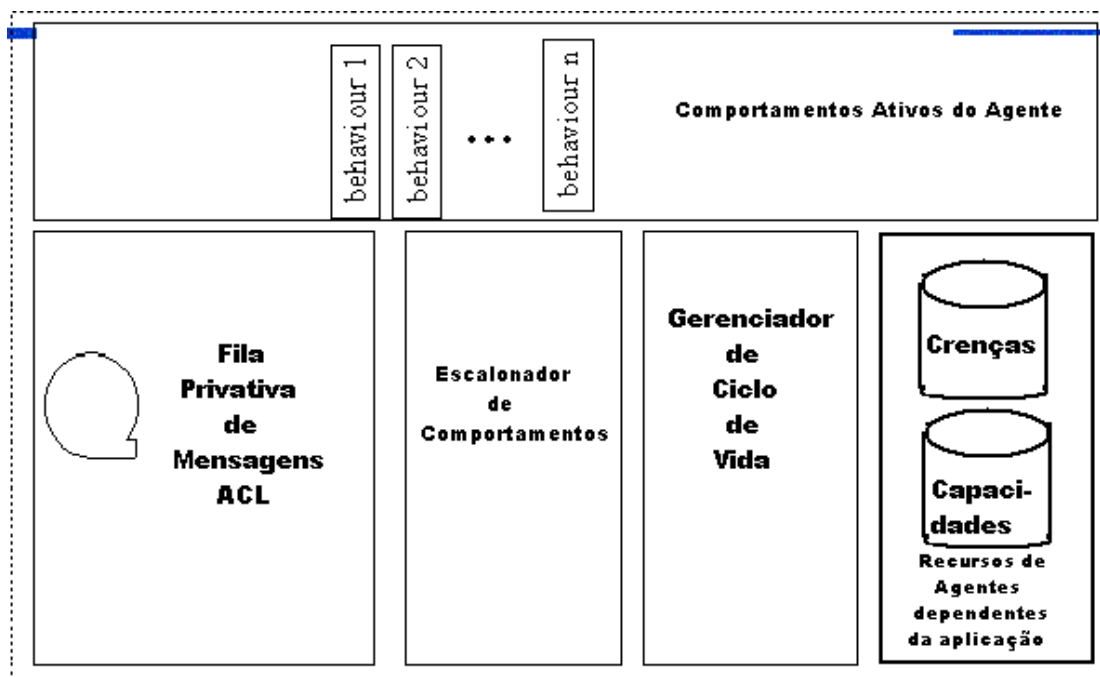 behaviour 1
behaviour 2
...
behaviour n
Comportamentos Ativos do Agente
Fila
Privativa
de
Mensagens
ACL
Escalonador
de
Comportamentos
Gerenciador
de
Ciclo
de
Vida
Crenças
Capaci-
dades
Recursos de
Agentes
dependentes
da aplicação